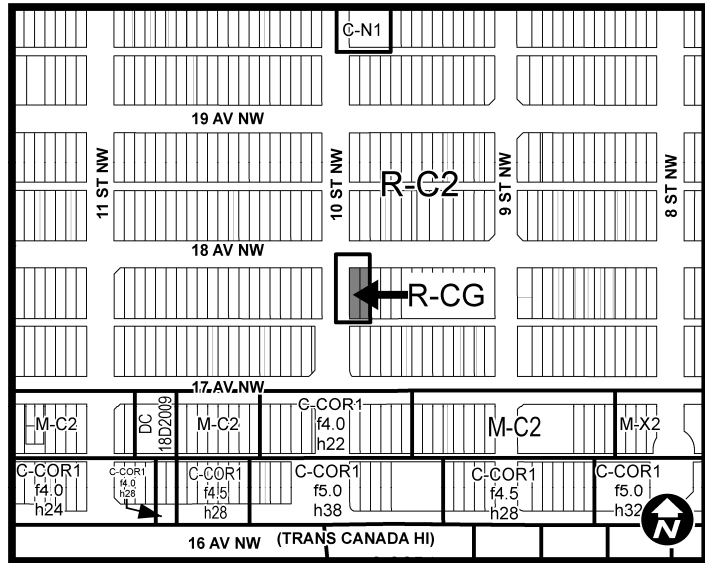 C-N1
19 AV NW
11 ST NW
10 ST NW
R-C2
9 ST NW
8 ST NW
18 AV NW
R-CG
17 AV NW
M-C2
DC
18D2009
M-C2
C-COR1
f4.0
h22
M-C2
M-X2
C-COR1
f4.0
h24
C-COR1
f4.0
h28
C-COR1
f4.5
h28
C-COR1
f5.0
h38
C-COR1
f4.5
h28
C-COR1
f5.0
h32
N
16 AV NW (TRANS CANADA HI)